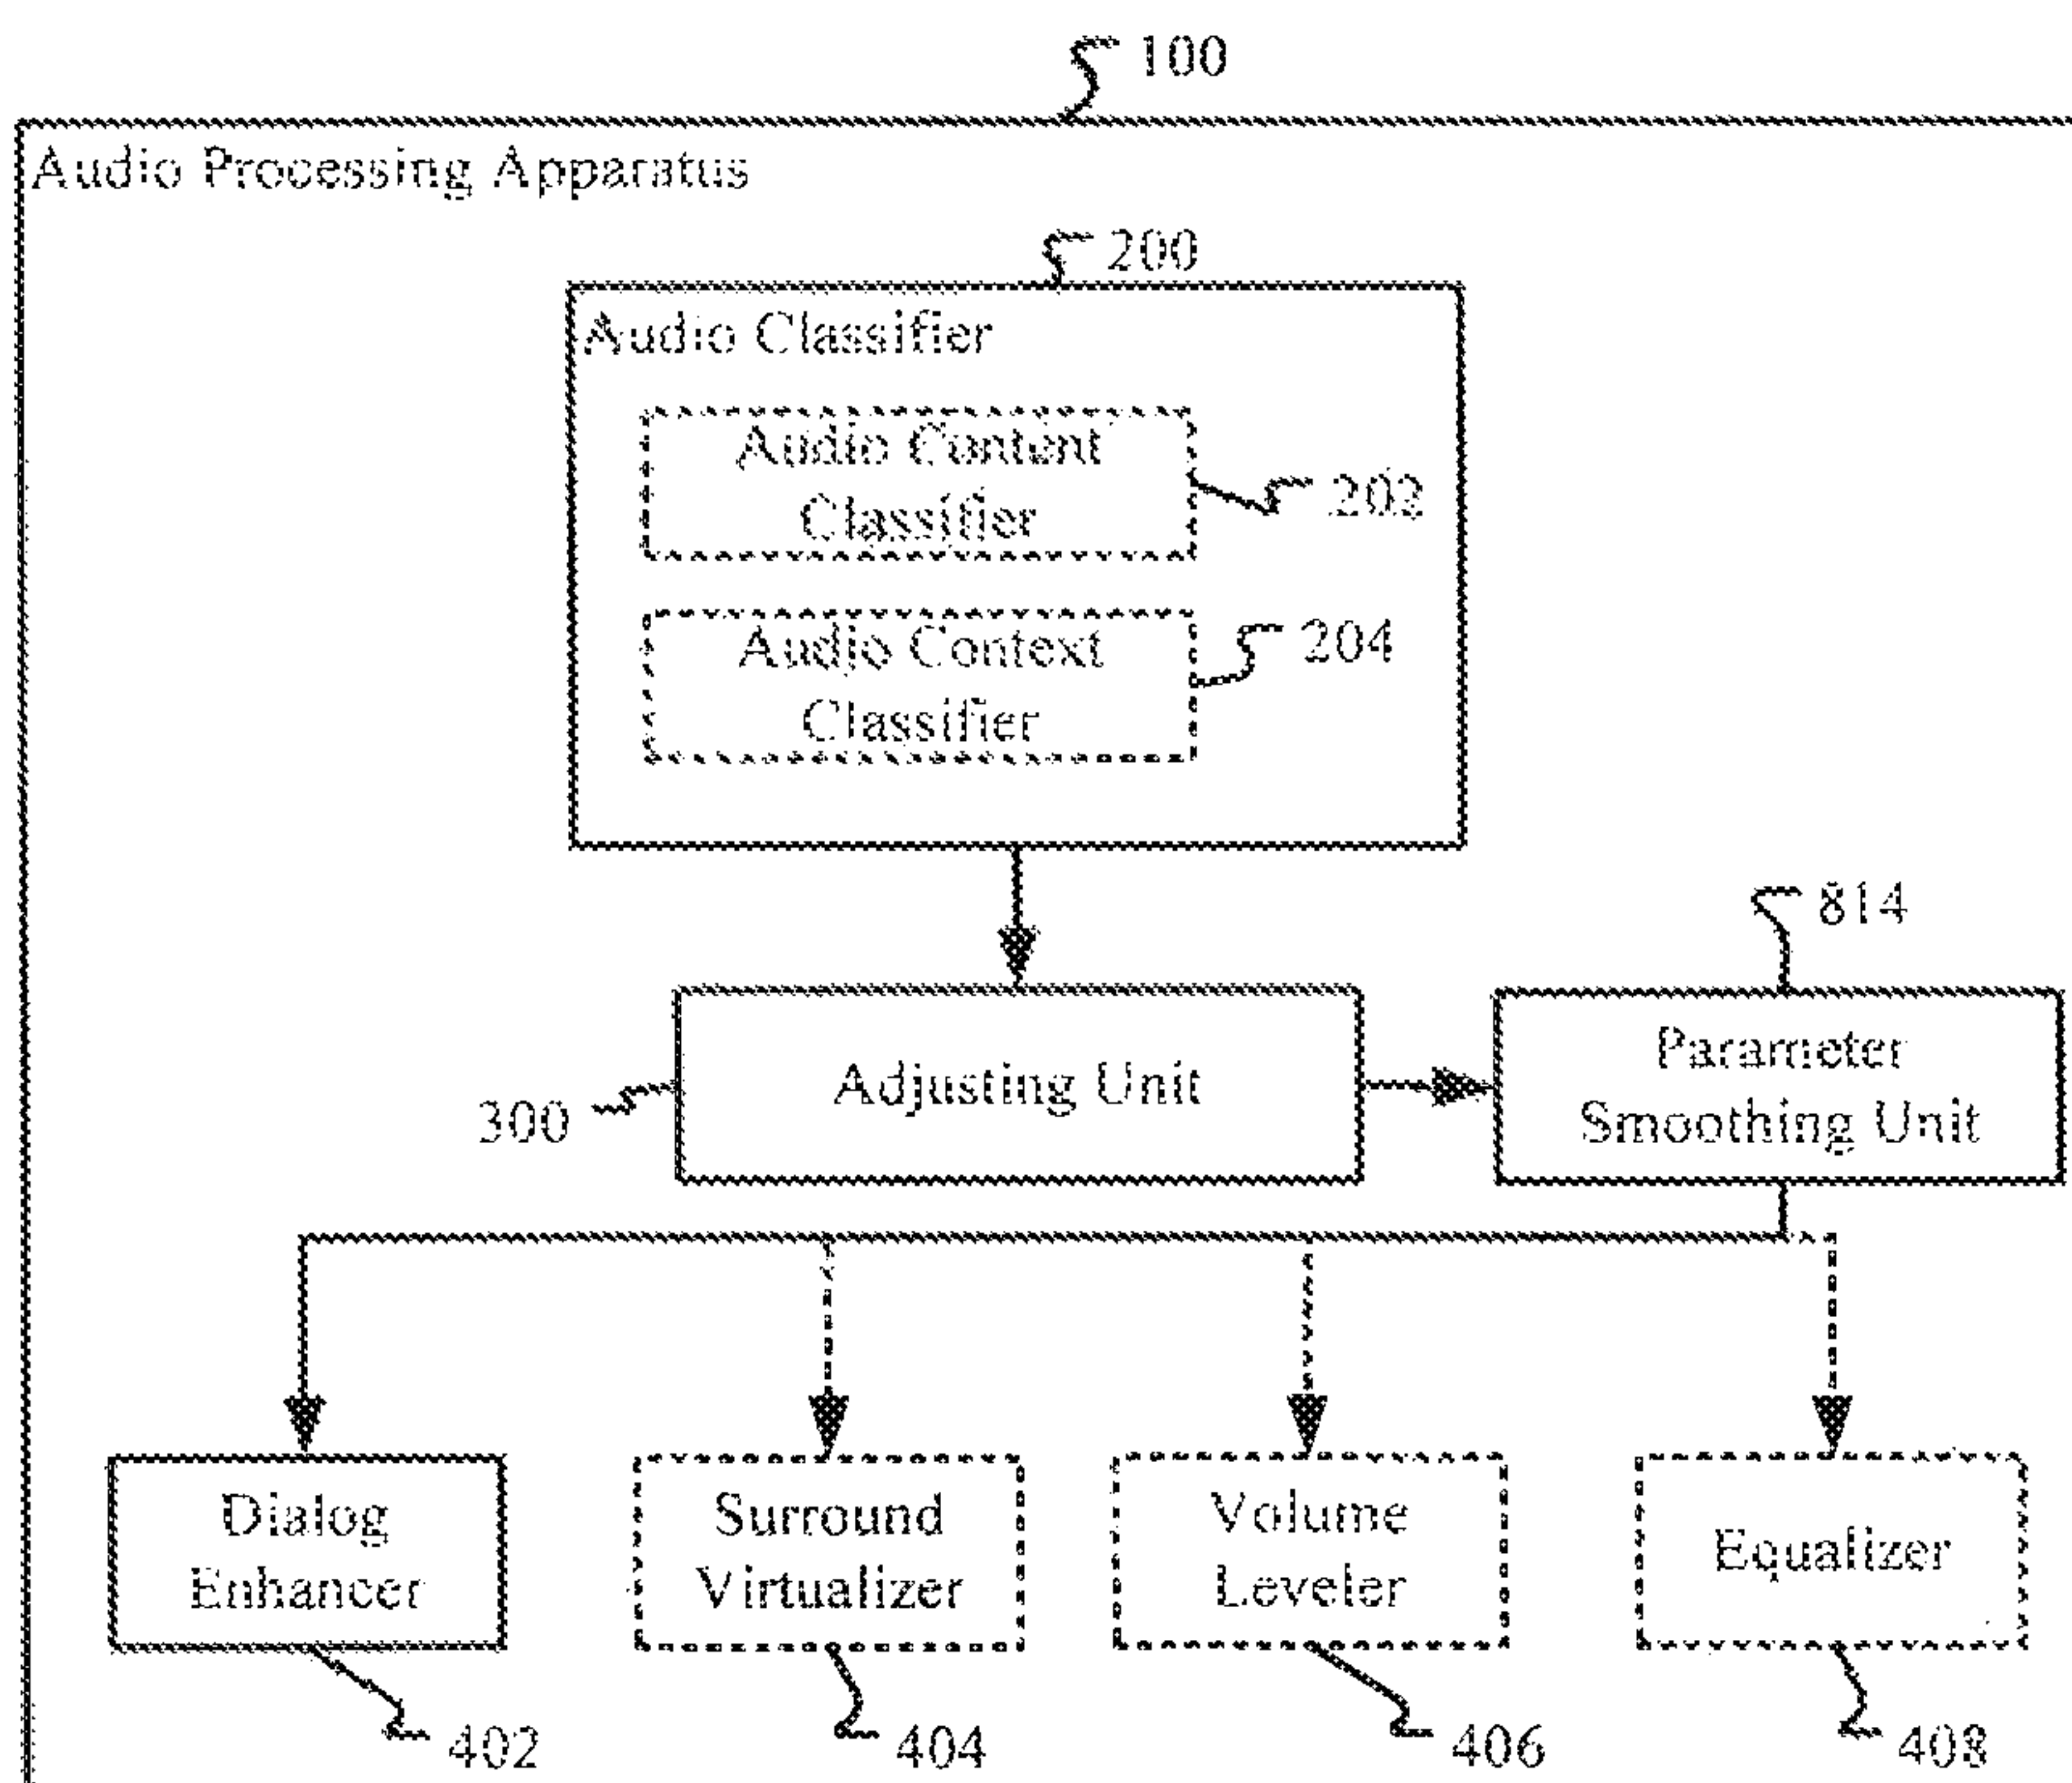 100
Audio Processing Apparatus
200
Audio Classifier
Audio Content
Classifier
202
Audio Context
Classifier
204
814
Adjusting Unit
300
Parameter
Smoothing Unit
Dialog
Enhancer
Surround
Virtualizer
Volume
Leveler
Equalizer
402
404
406
408